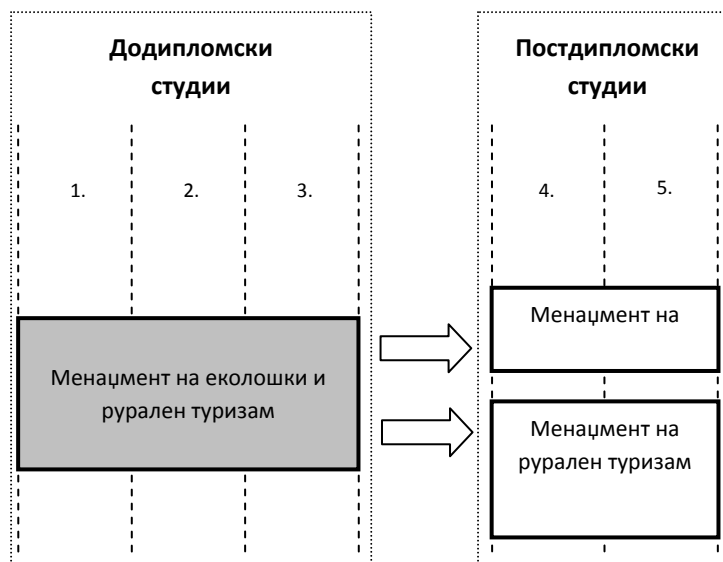 Додипломски
студии
Постдипломски
студии
1.
2.
3.
4.
5.
Менаџмент на еколошки и
рурален туризам
Менаџмент на
Менаџмент на
рурален туризам